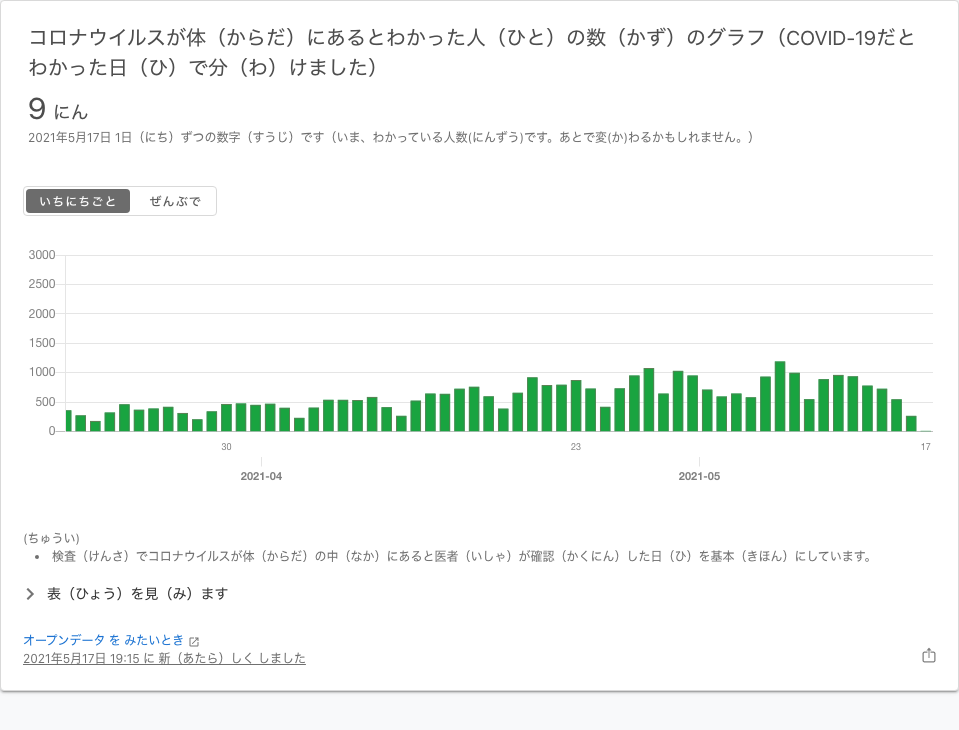 コロナウイルスが体（からだ）にあるとわかった人（ひと）の数（かず）のグラフ（COVID-19だと
わかった日（ひ）で分（わ）けました）
9 にん
2021年5月17日 1日（にち）ずつの数字（すうじ）です（いま、わかっている人数(にんずう)です。あとで変(か)わるかもしれません。）
いちにちごと ぜんぶで
3000
2500
2000
1500
1000
500
0
30 23 17
2021-04 2021-05
(ちゅうい)
• 検査（けんさ）でコロナウイルスが体（からだ）の中（なか）にあると医者（いしゃ）が確認（かくにん）した日（ひ）を基本（きほん）にしています。
表（ひょう）を見（み）ます
オープンデータ を みたいとき
2021年5月17日 19:15 に 新（あたら）しく しました